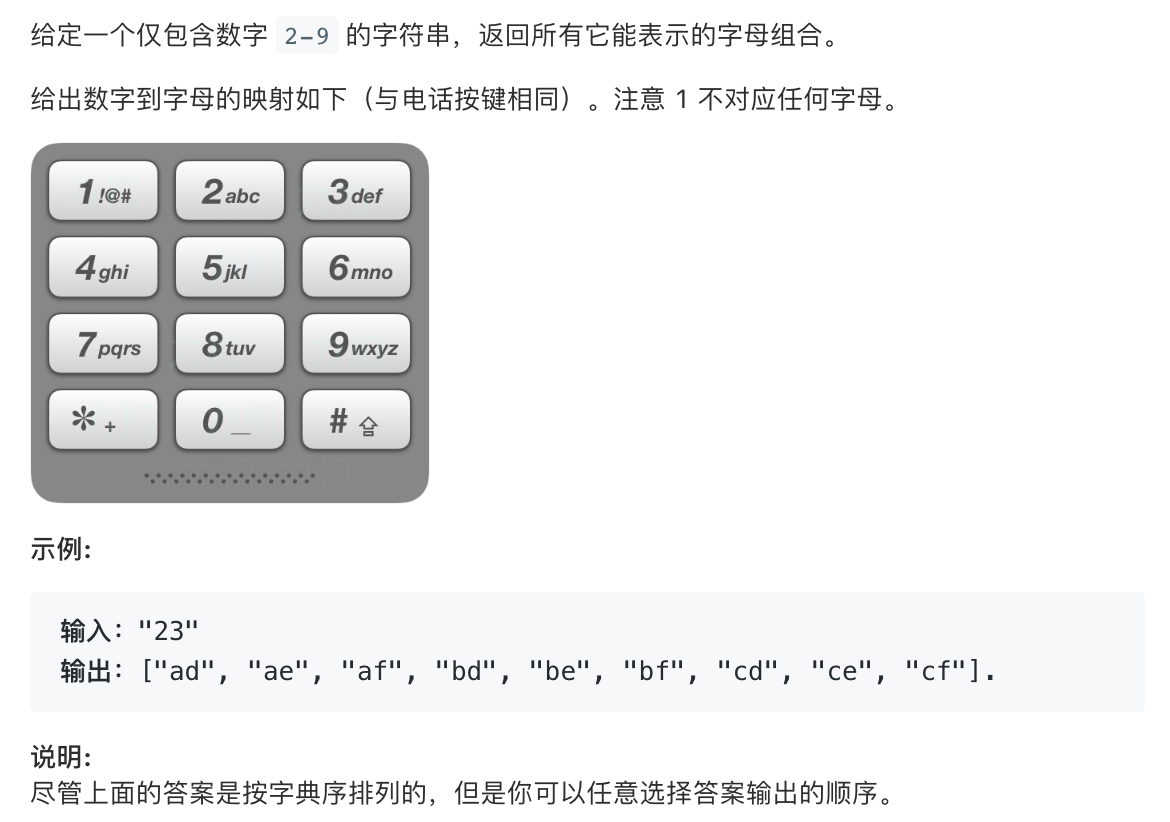 给定一个仅包含数字 2-9 的字符串，返回所有它能表示的字母组合。
给出数字到字母的映射如下（与电话按键相同）。注意 1 不对应任何字母。
1 !@# 2 abc 3 def
4 ghi 5 jkl 6 mno
7 pqrs 8 tuv 9 wxyz
* + 0 _ # ⇧
示例:
输入："23"
输出：["ad", "ae", "af", "bd", "be", "bf", "cd", "ce", "cf"].
说明:
尽管上面的答案是按字典序排列的，但是你可以任意选择答案输出的顺序。